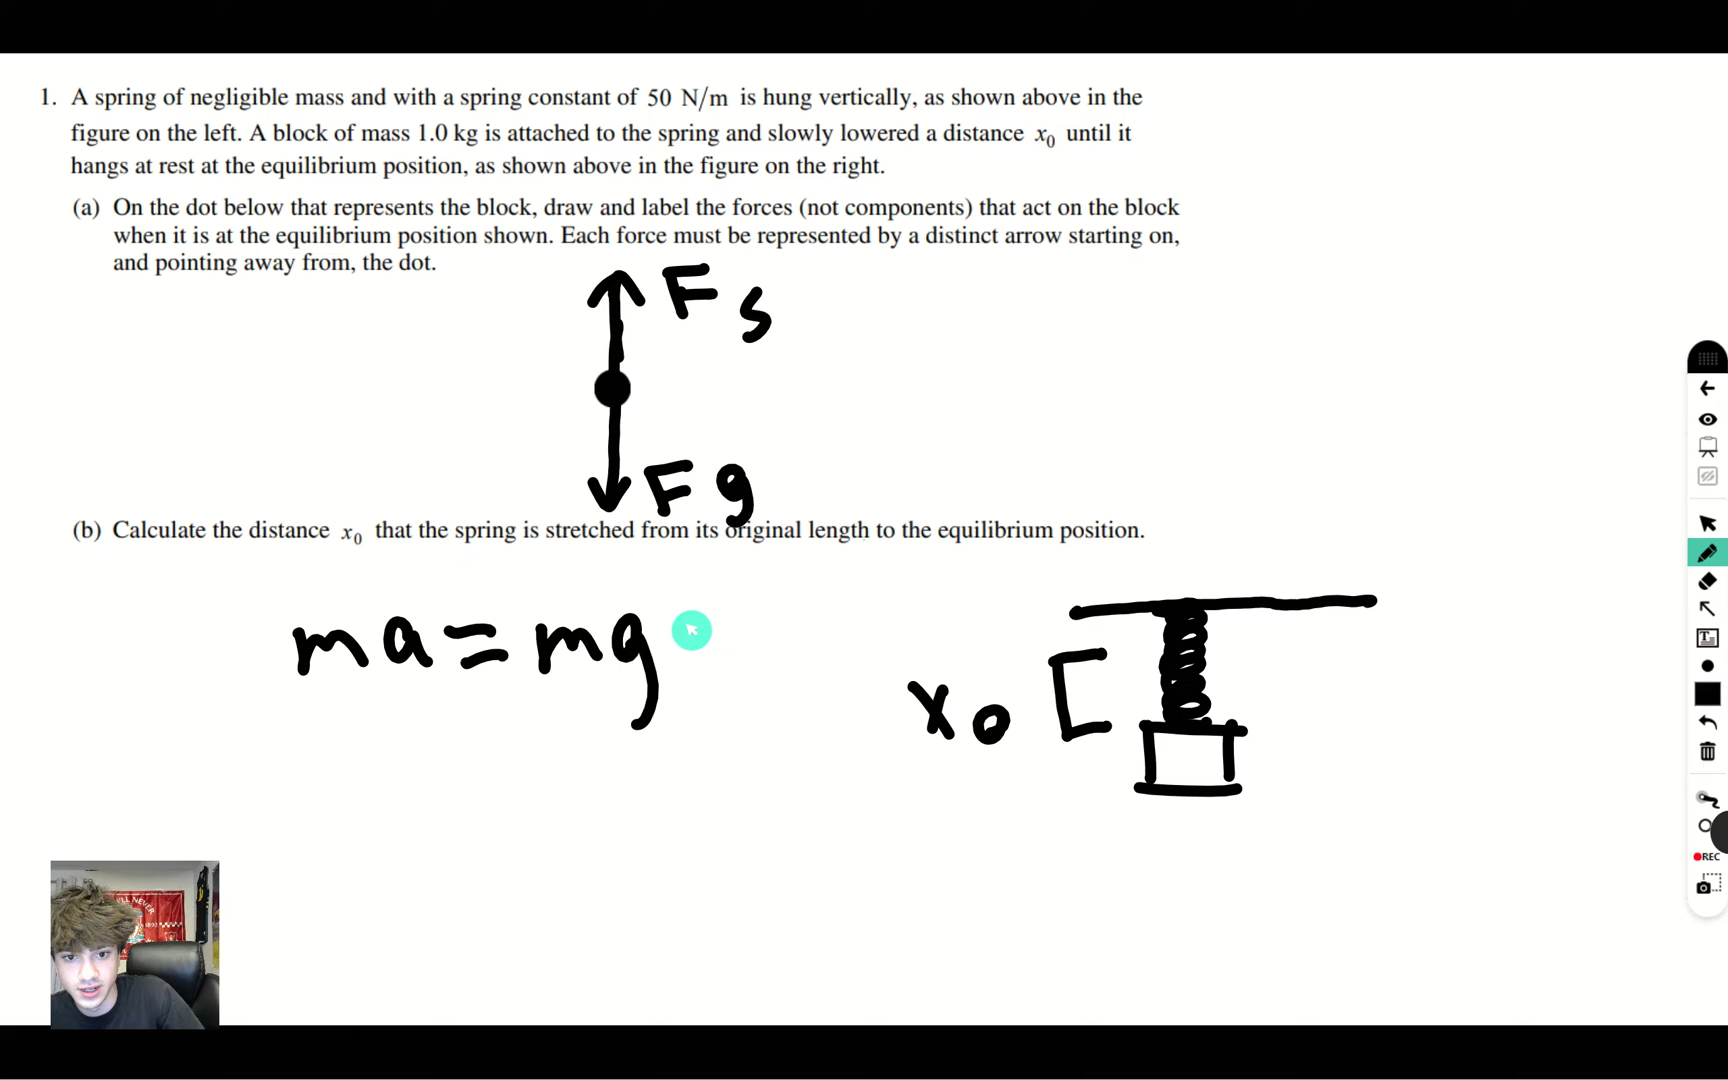 1. A spring of negligible mass and with a spring constant of 50 N/m is hung vertically, as shown above in the
figure on the left. A block of mass 1.0 kg is attached to the spring and slowly lowered a distance x₀ until it
hangs at rest at the equilibrium position, as shown above in the figure on the right.
(a) On the dot below that represents the block, draw and label the forces (not components) that act on the block
when it is at the equilibrium position shown. Each force must be represented by a distinct arrow starting on,
and pointing away from, the dot.
Fs
Fg
(b) Calculate the distance x₀ that the spring is stretched from its original length to the equilibrium position.
ma=mg
x₀
REC